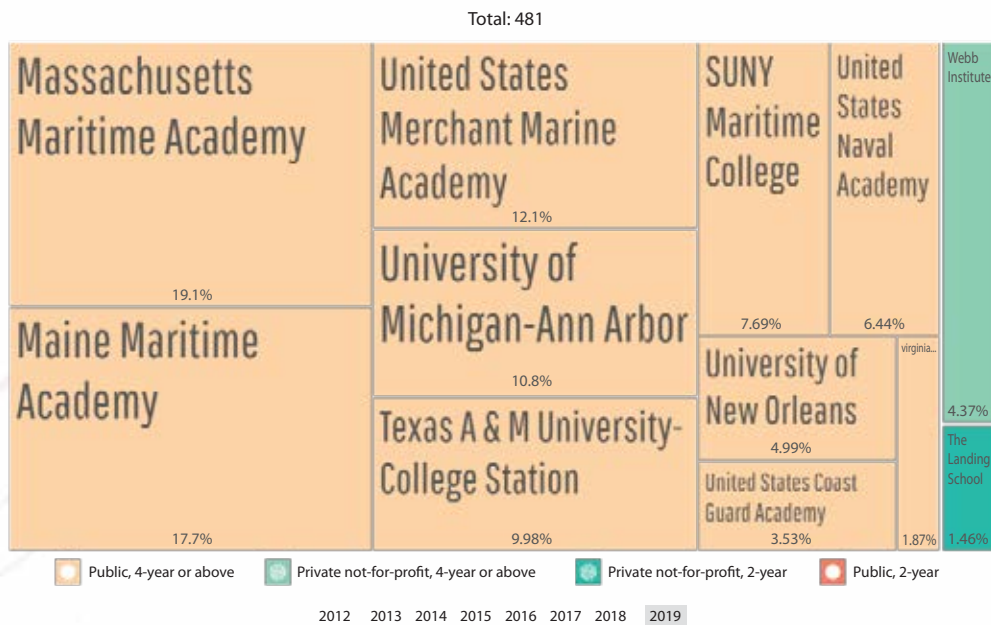 Total: 481
Massachusetts
Maritime Academy
19.1%
Maine Maritime
Academy
17.7%
United States
Merchant Marine
Academy
12.1%
University of
Michigan-Ann Arbor
10.8%
Texas A & M University-
College Station
9.98%
SUNY
Maritime
College
7.69%
United
States
Naval
Academy
6.44%
University of
New Orleans
4.99%
United States Coast
Guard Academy
3.53%
virginia...
1.87%
Webb
Institute
4.37%
The
Landing
School
1.46%
Public, 4-year or above
Private not-for-profit, 4-year or above
Private not-for-profit, 2-year
Public, 2-year
2012 2013 2014 2015 2016 2017 2018 2019